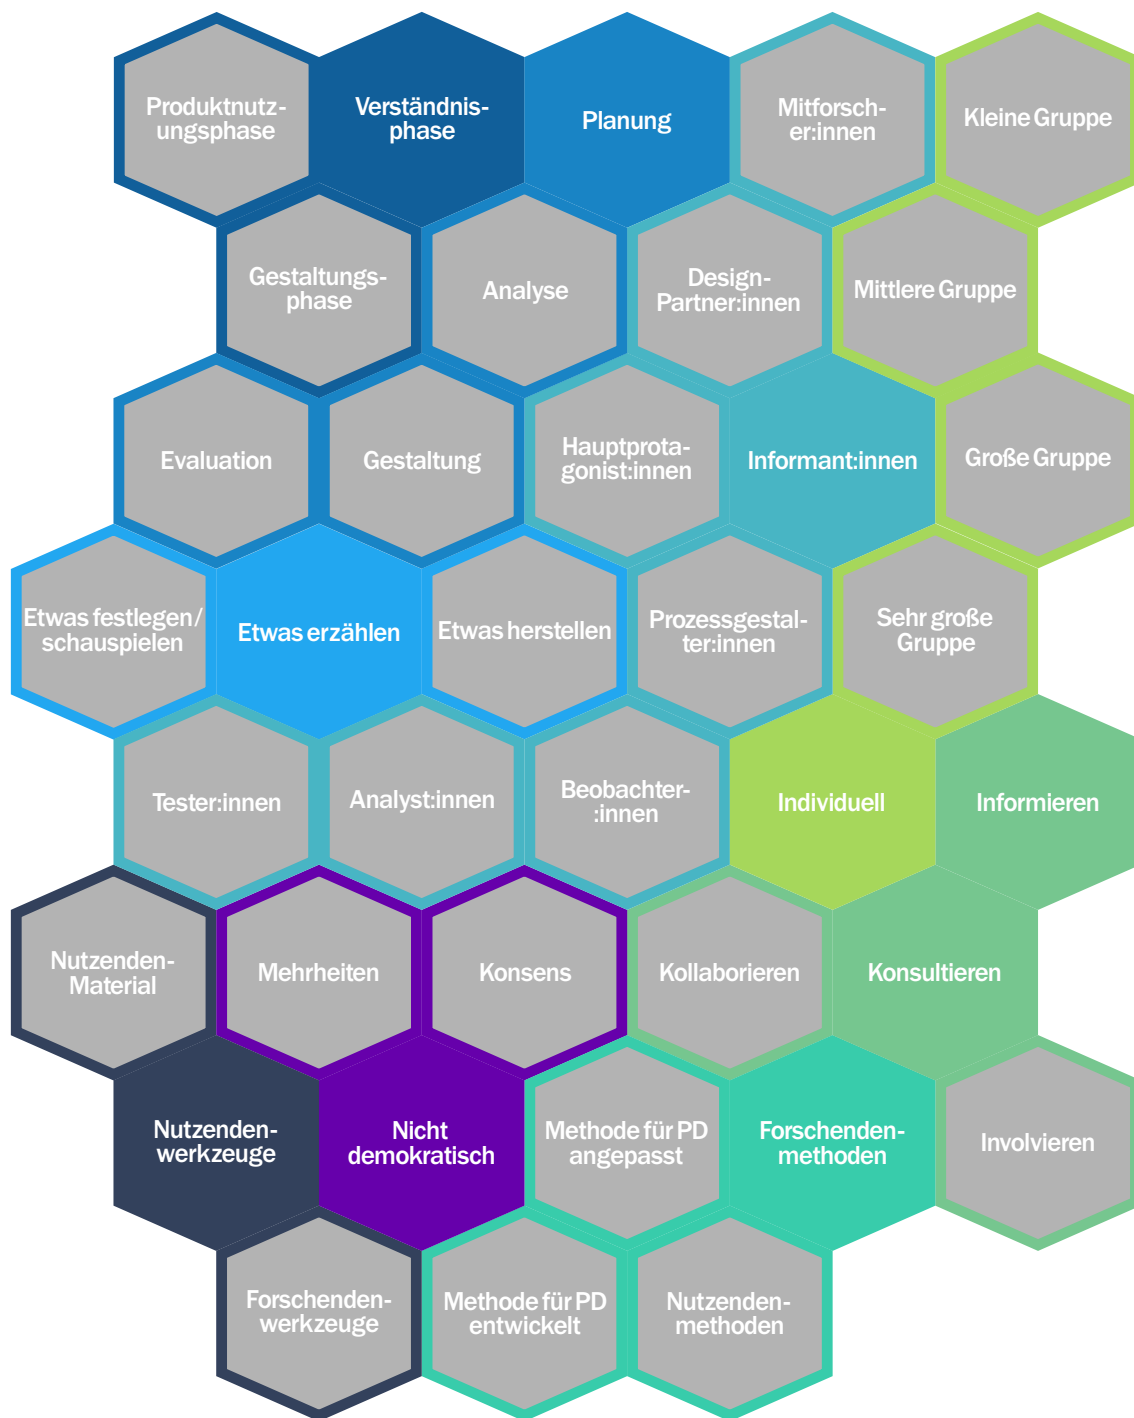 Produktnutz-
ungsphase
Verständnis-
phase
Planung
Mitforsch-
er:innen
Kleine Gruppe
Gestaltungs-
phase
Analyse
Design-
Partner:innen
Mittlere Gruppe
Evaluation
Gestaltung
Hauptprota-
gonist:innen
Informant:innen
Große Gruppe
Etwas festlegen/
schauspielen
Etwas erzählen
Etwas herstellen
Prozessgestal-
ter:innen
Sehr große
Gruppe
Tester:innen
Analyst:innen
Beobachter-
:innen
Individuell
Informieren
Nutzenden-
Material
Mehrheiten
Konsens
Kollaborieren
Konsultieren
Nutzenden-
werkzeuge
Nicht
demokratisch
Methode für PD
angepasst
Forschenden-
methoden
Involvieren
Forschenden-
werkzeuge
Methode für PD
entwickelt
Nutzenden-
methoden